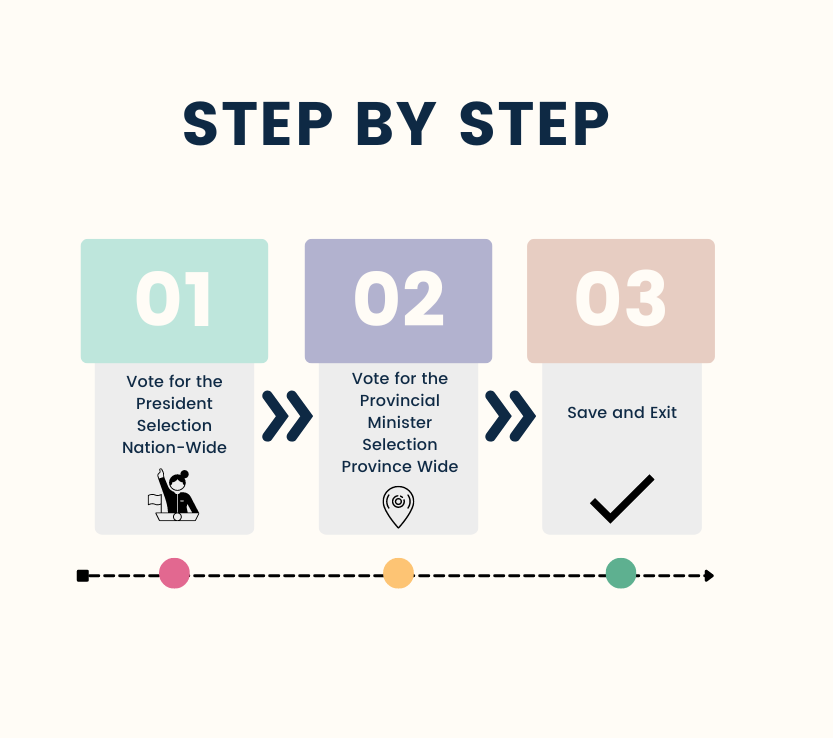 STEP BY STEP
01
Vote for the
President
Selection
Nation-Wide
02
Vote for the
Provincial
Minister
Selection
Province Wide
03
Save and Exit